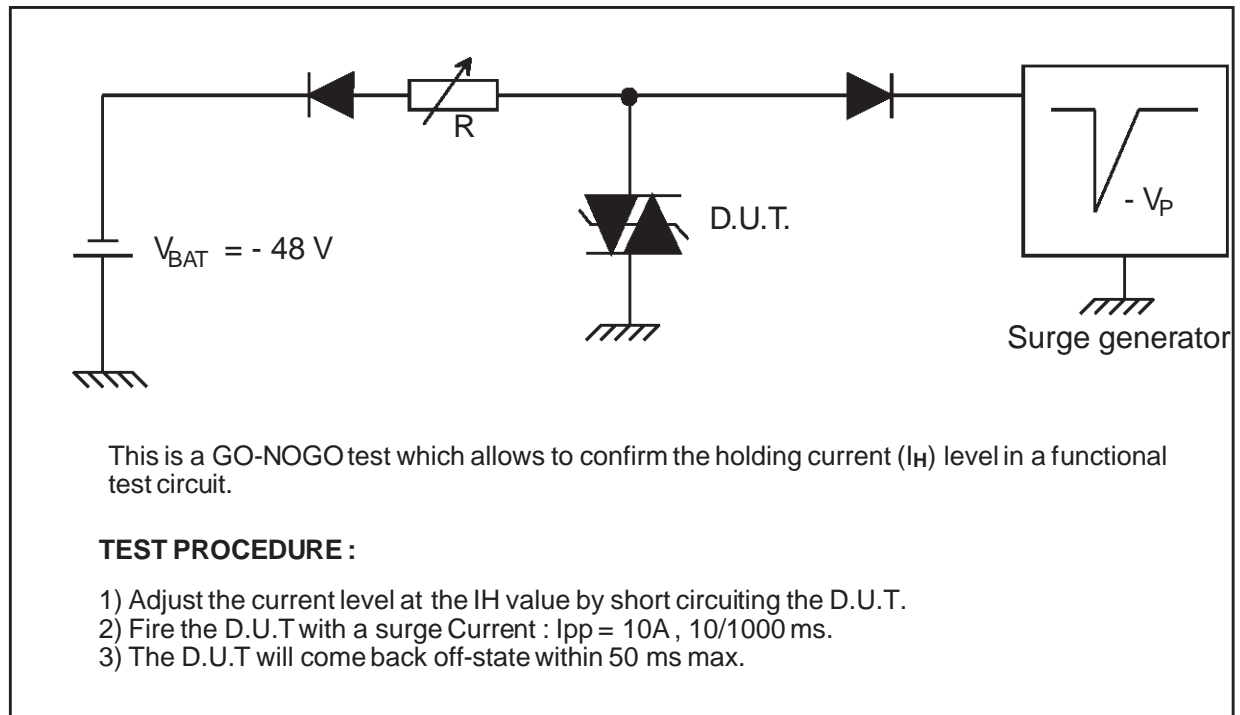 R
- VP
D.U.T.
VBAT = - 48 V
Surge generator
This is a GO-NOGO test which allows to confirm the holding current (IH) level in a functional
test circuit.
TEST PROCEDURE :
1) Adjust the current level at the IH value by short circuiting the D.U.T.
2) Fire the D.U.T with a surge Current : Ipp = 10A , 10/1000 ms.
3) The D.U.T will come back off-state within 50 ms max.